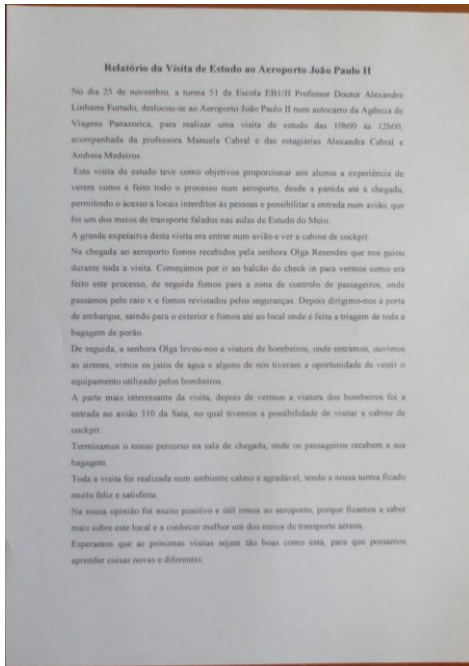 Relatório da Visita de Estudo ao Aeroporto João Paulo II
No dia 25 de novembro, a turma 51 da Escola EB1/JI Professor Doutor Alexandre
Linhares Furtado, deslocou-se ao Aeroporto João Paulo II num autocarro da Agência de
Viagens Panazorica, para realizar uma visita de estudo das 10h00 às 12h00,
acompanhada da professora Manuela Cabral e das estagiárias Alexandra Cabral e
Andreia Medeiros.
Esta visita de estudo teve como objetivos proporcionar aos alunos a experiência de
verem como é feito todo o processo num aeroporto, desde a partida até à chegada,
permitindo o acesso a locais interditos às pessoas e possibilitar a entrada num avião, que
foi um dos meios de transporte falados nas aulas de Estudo do Meio.
A grande expetaitva desta visita era entrar num avião e ver a cabine de cockpit.
Na chegada ao aeroporto fomos recebidos pela senhora Olga Resendes que nos guiou
durante toda a visita. Começámos por ir ao balcão do check in para vermos como era
feito este processo, de seguida fomos para a zona de controlo de passageiros, onde
passámos pelo raio x e fomos revistados pelos seguranças. Depois dirigimo-nos à porta
de embarque, saindo para o exterior e fomos até ao local onde é feita a triagem de toda a
bagagem de porão.
De seguida, a senhora Olga levou-nos à viatura de bombeiros, onde entramos, ouvimos
as sirenes, vimos os jatos de água e alguns de nós tiveram a oportunidade de vestir o
equipamento utilizado pelos bombeiros.
A parte mais interessante da visita, depois de vermos a viatura dos bombeiros foi a
entrada no avião 310 da Sata, no qual tivemos a possibilidade de visitar a cabine de
cockpit.
Terminamos o nosso percurso na sala de chegada, onde os passageiros recebem a sua
bagagem.
Toda a visita foi realizada num ambiente calmo e agradável, tendo a nossa turma ficado
muito feliz e satisfeita.
Na nossa opinião foi muito positivo e útil irmos ao aeroporto, porque ficamos a saber
mais sobre este local e a conhecer melhor um dos meios de transporte aéreos.
Esperamos que as próximas visitas sejam tão boas como esta, para que possamos
aprender coisas novas e diferentes.